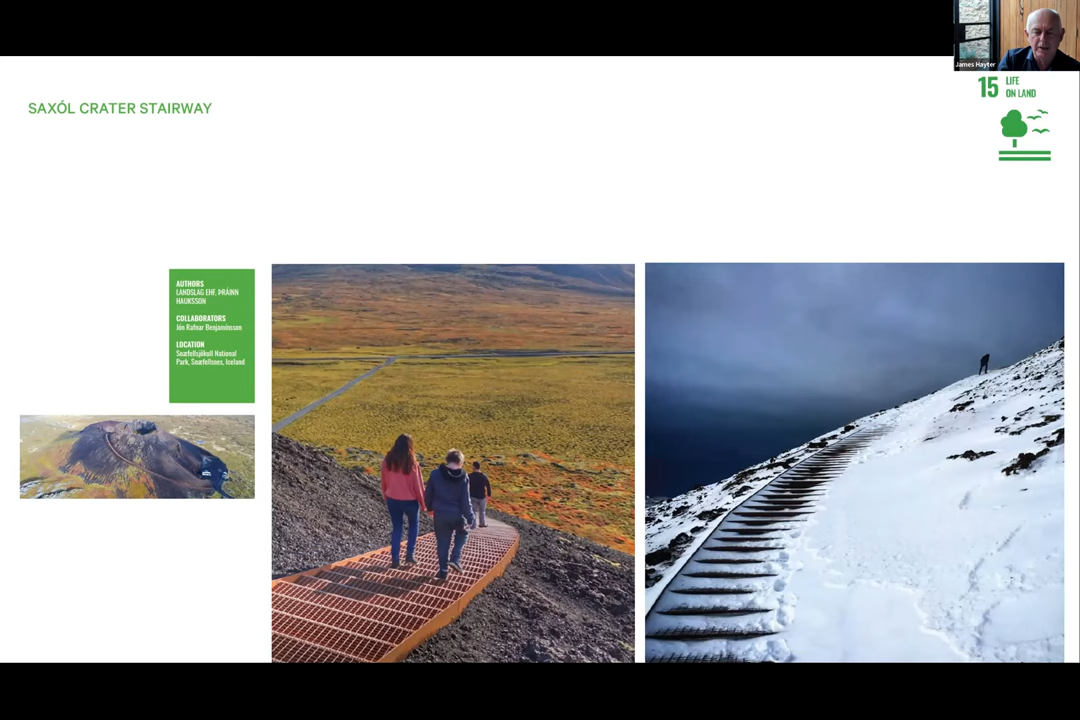 James Hayter
15 LIFE
ON LAND
SAXÓL CRATER STAIRWAY
AUTHORS
LANDSLAG EHF, ÞRÁINN
HAUKSSON
COLLABORATORS
Jón Rafnar Benjamínsson
LOCATION
Snæfellsjökull National
Park, Snæfellsnes, Iceland